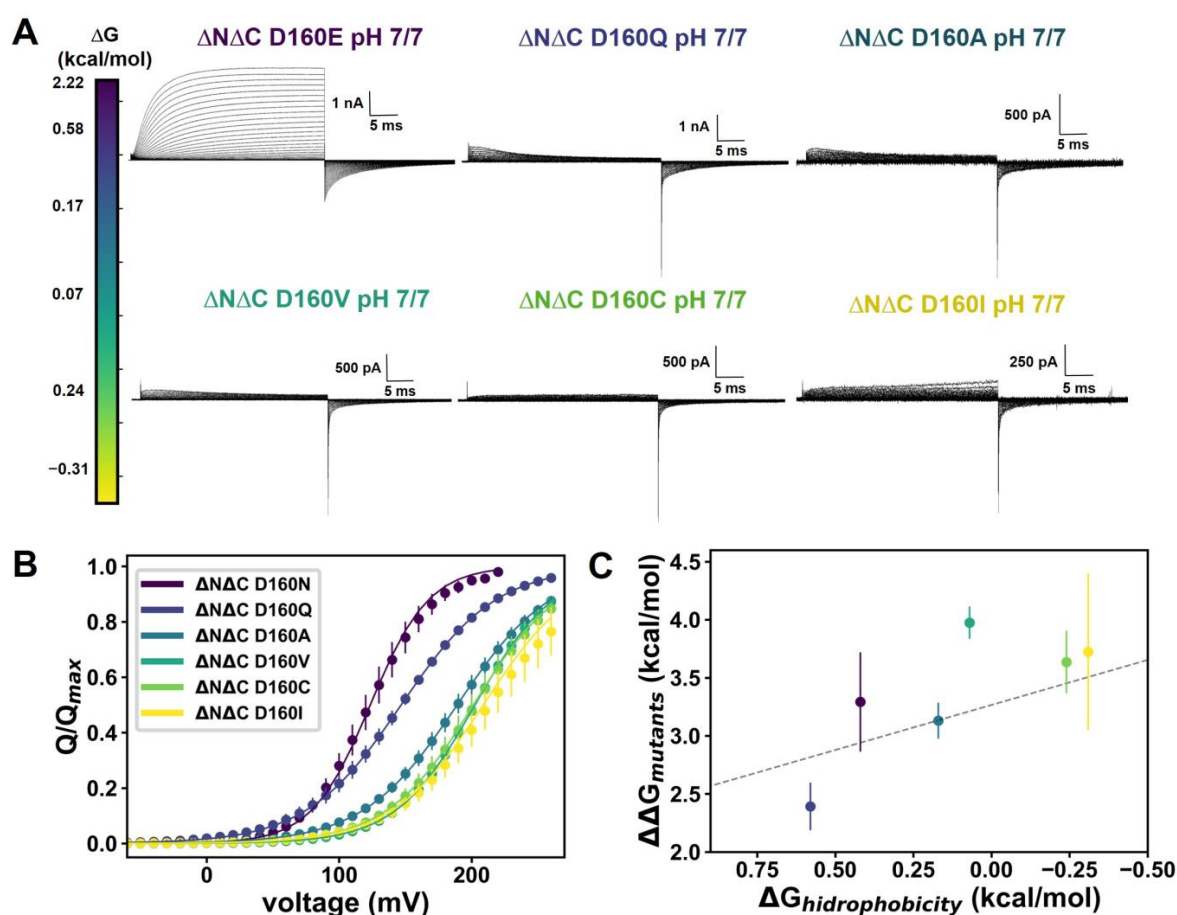 A
ΔG
(kcal/mol)
2.22
0.58
0.17
0.07
0.24
−0.31
ΔNΔC D160E pH 7/7
1 nA
5 ms
ΔNΔC D160Q pH 7/7
1 nA
5 ms
ΔNΔC D160A pH 7/7
500 pA
5 ms
ΔNΔC D160V pH 7/7
500 pA
5 ms
ΔNΔC D160C pH 7/7
500 pA
5 ms
ΔNΔC D160I pH 7/7
250 pA
5 ms
B
Q/Qmax
1.0
0.8
0.6
0.4
0.2
0.0
ΔNΔC D160N
ΔNΔC D160Q
ΔNΔC D160A
ΔNΔC D160V
ΔNΔC D160C
ΔNΔC D160I
0 100 200
voltage (mV)
C
ΔΔGmutants (kcal/mol)
4.5
4.0
3.5
3.0
2.5
2.0
0.75 0.50 0.25 0.00 −0.25 −0.50
ΔGhidrophobicity (kcal/mol)